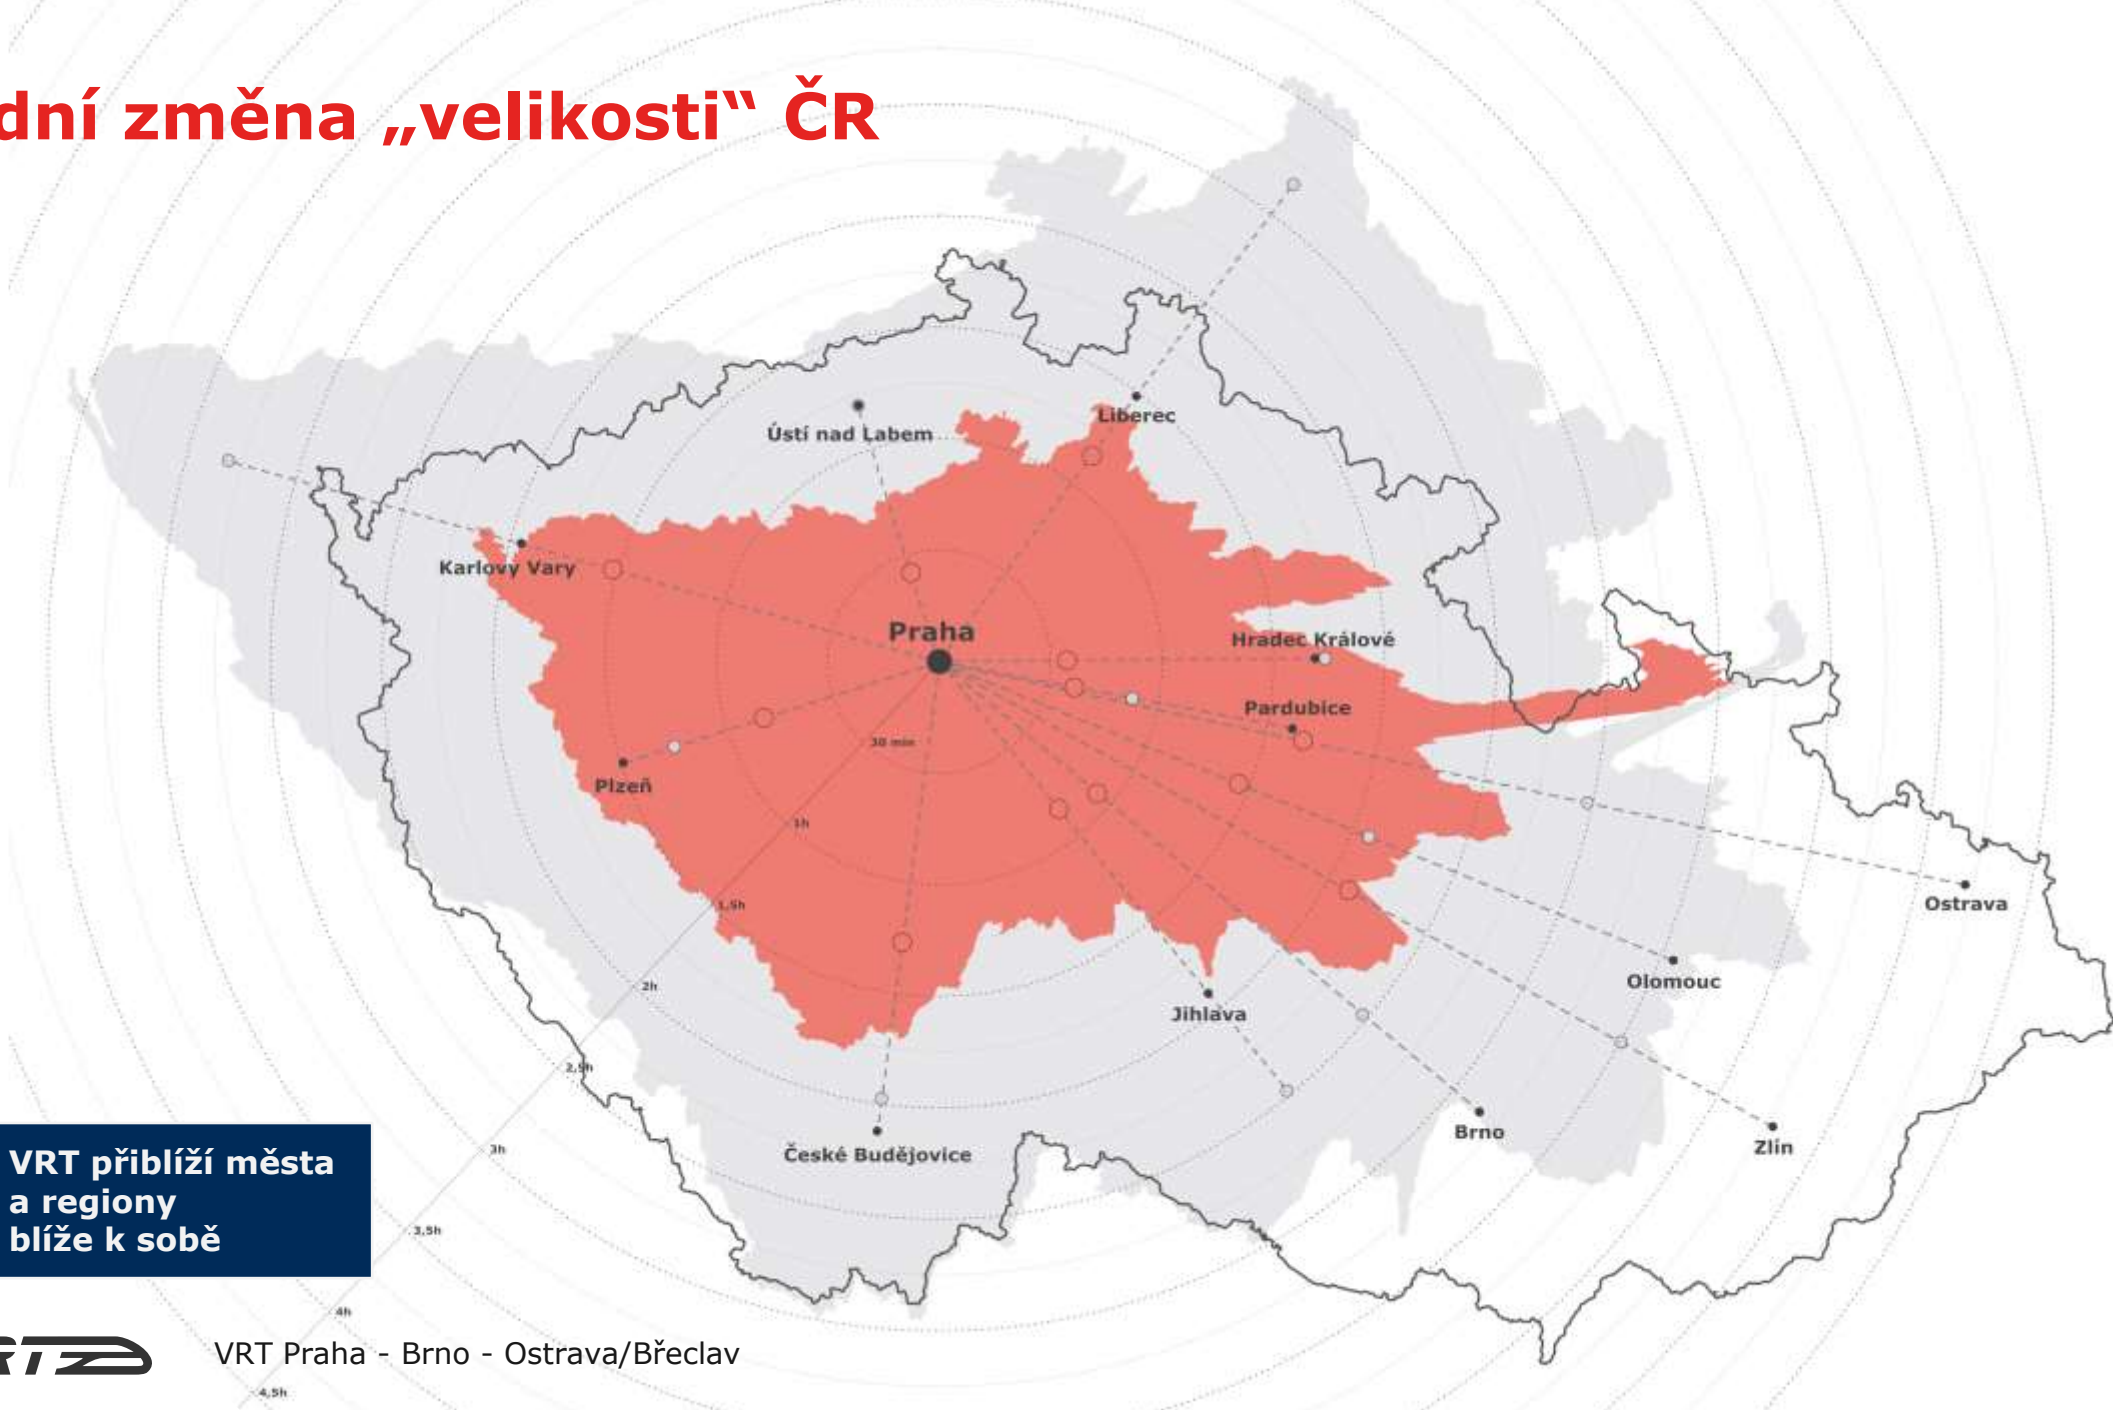 dní změna „velikosti“ ČR
Liberec
Ústí nad Labem
Karlovy Vary
Praha
Hradec Králové
Pardubice
30 min
Plzeň
1h
1,5h
Ostrava
Olomouc
2h
Jihlava
2,5h
Brno
Zlín
České Budějovice
3h
VRT přiblíží města
a regiony
blíže k sobě
3,5h
4h
VRT Praha - Brno - Ostrava/Břeclav
4,5h